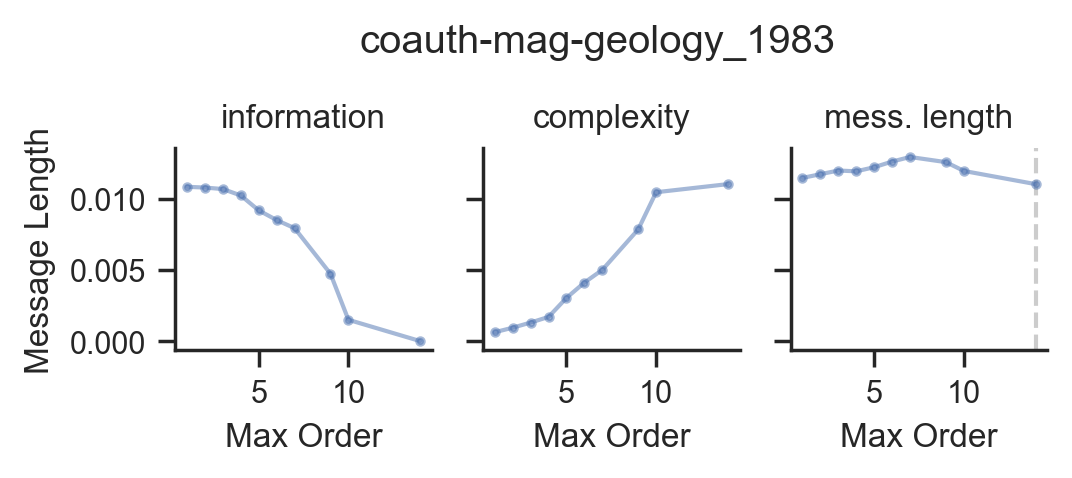 coauth-mag-geology_1983
information
complexity
mess. length
Message Length
0.010
0.005
0.000
5 10
5 10
5 10
Max Order
Max Order
Max Order